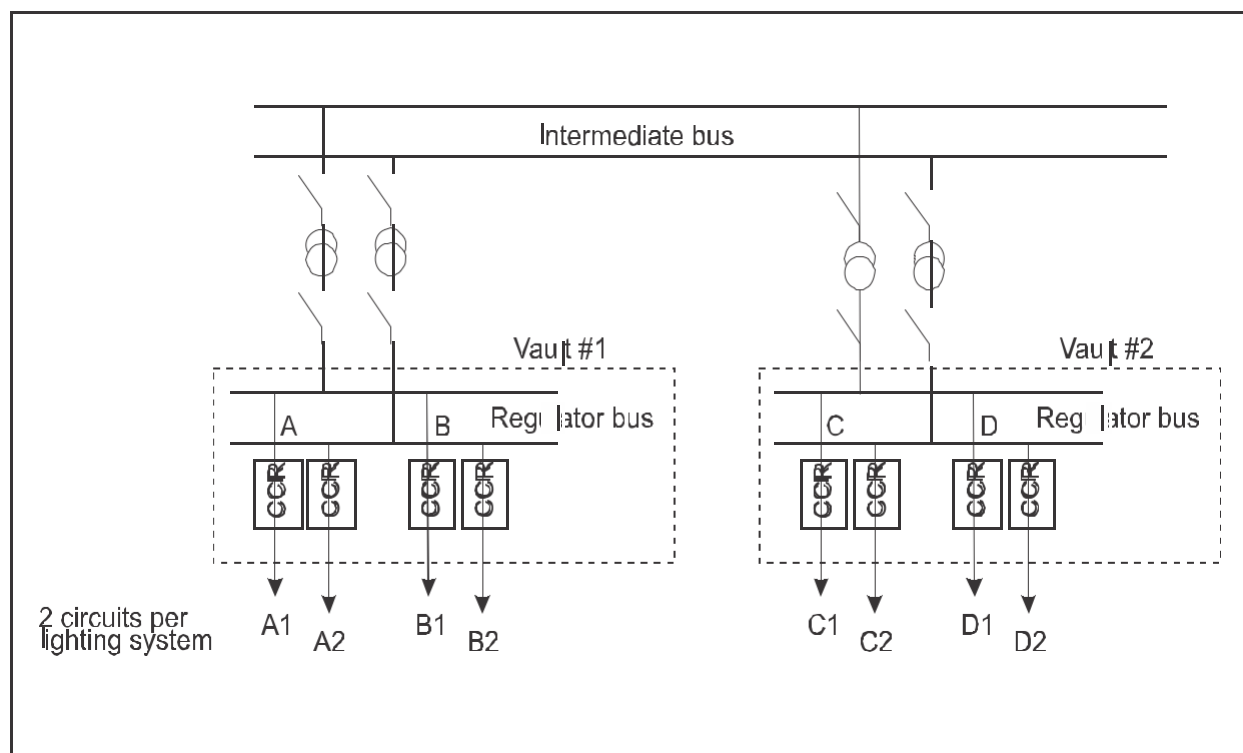 Intermediate bus
Vault #1
Vault #2
A
B
Regulator bus
C
D
Regulator bus
CCR
CCR
CCR
CCR
CCR
CCR
CCR
CCR
2 circuits per
lighting system
A1
A2
B1
B2
C1
C2
D1
D2